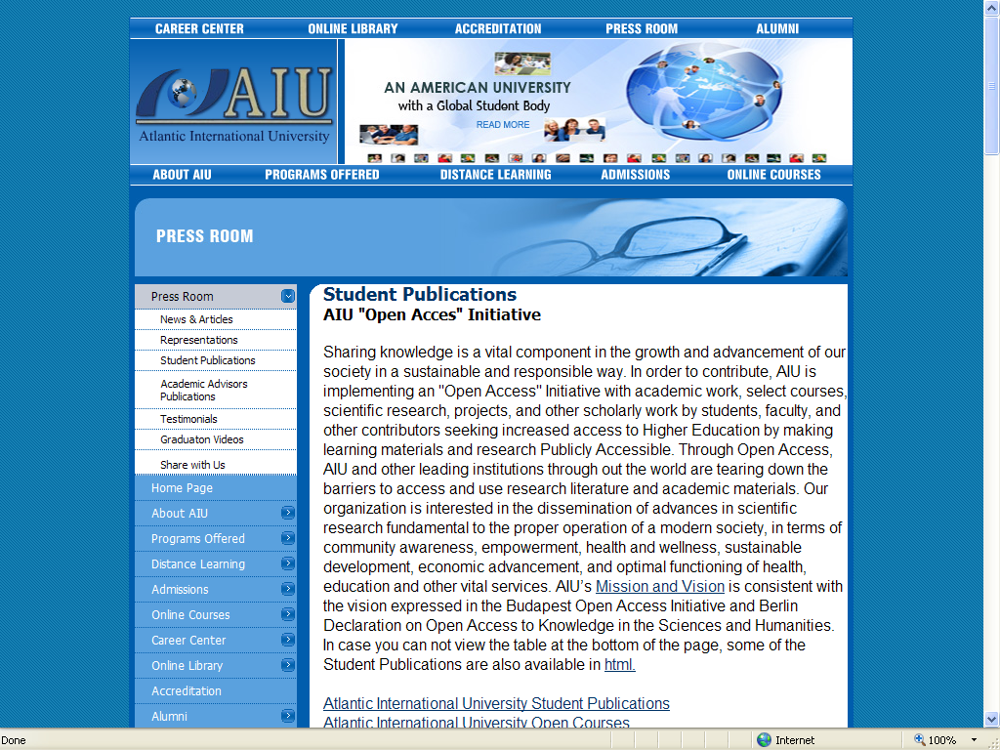 CAREER CENTER ONLINE LIBRARY ACCREDITATION PRESS ROOM ALUMNI
AIU
Atlantic International University
AN AMERICAN UNIVERSITY
with a Global Student Body
READ MORE
ABOUT AIU PROGRAMS OFFERED DISTANCE LEARNING ADMISSIONS ONLINE COURSES
PRESS ROOM
Press Room
News & Articles
Representations
Student Publications
Academic Advisors
Publications
Testimonials
Graduaton Videos
Share with Us
Home Page
About AIU
Programs Offered
Distance Learning
Admissions
Online Courses
Career Center
Online Library
Accreditation
Alumni
Student Publications
AIU "Open Acces" Initiative
Sharing knowledge is a vital component in the growth and advancement of our
society in a sustainable and responsible way. In order to contribute, AIU is
implementing an "Open Access" Initiative with academic work, select courses,
scientific research, projects, and other scholarly work by students, faculty, and
other contributors seeking increased access to Higher Education by making
learning materials and research Publicly Accessible. Through Open Access,
AIU and other leading institutions through out the world are tearing down the
barriers to access and use research literature and academic materials. Our
organization is interested in the dissemination of advances in scientific
research fundamental to the proper operation of a modern society, in terms of
community awareness, empowerment, health and wellness, sustainable
development, economic advancement, and optimal functioning of health,
education and other vital services. AIU’s Mission and Vision is consistent with
the vision expressed in the Budapest Open Access Initiative and Berlin
Declaration on Open Access to Knowledge in the Sciences and Humanities.
In case you can not view the table at the bottom of the page, some of the
Student Publications are also available in html.
Atlantic International University Student Publications
Atlantic International University Open Courses
Done Internet 100%